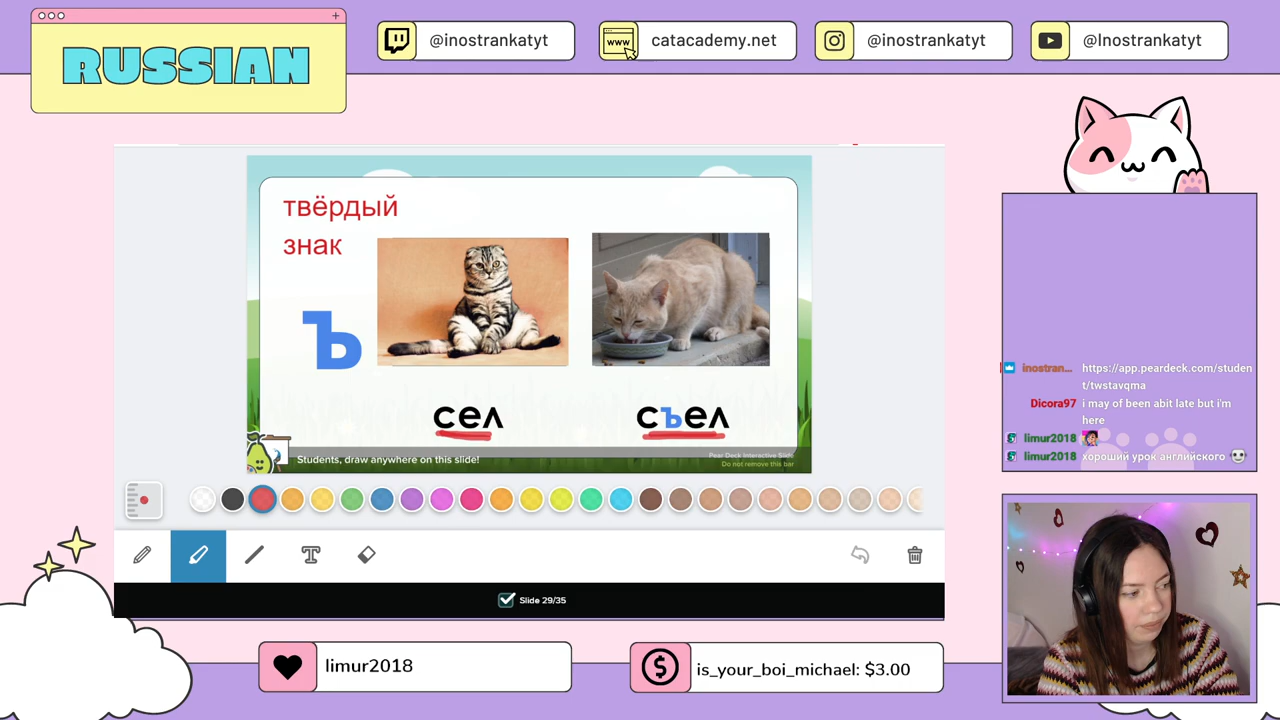 RUSSIAN
@inostrankatyt
www
catacademy.net
@inostrankatyt
@Inostrankatyt
твёрдый
знак
ъ
сел
съел
Students, draw anywhere on this slide!
Pear Deck Interactive Slide
Do not remove this bar
T
Slide 29/35
inostran... https://app.peardeck.com/studen
t/twstavqma
Dicora97 i may of been abit late but i'm
here
limur2018
limur2018 хороший урок английского
limur2018
$
is_your_boi_michael: $3.00